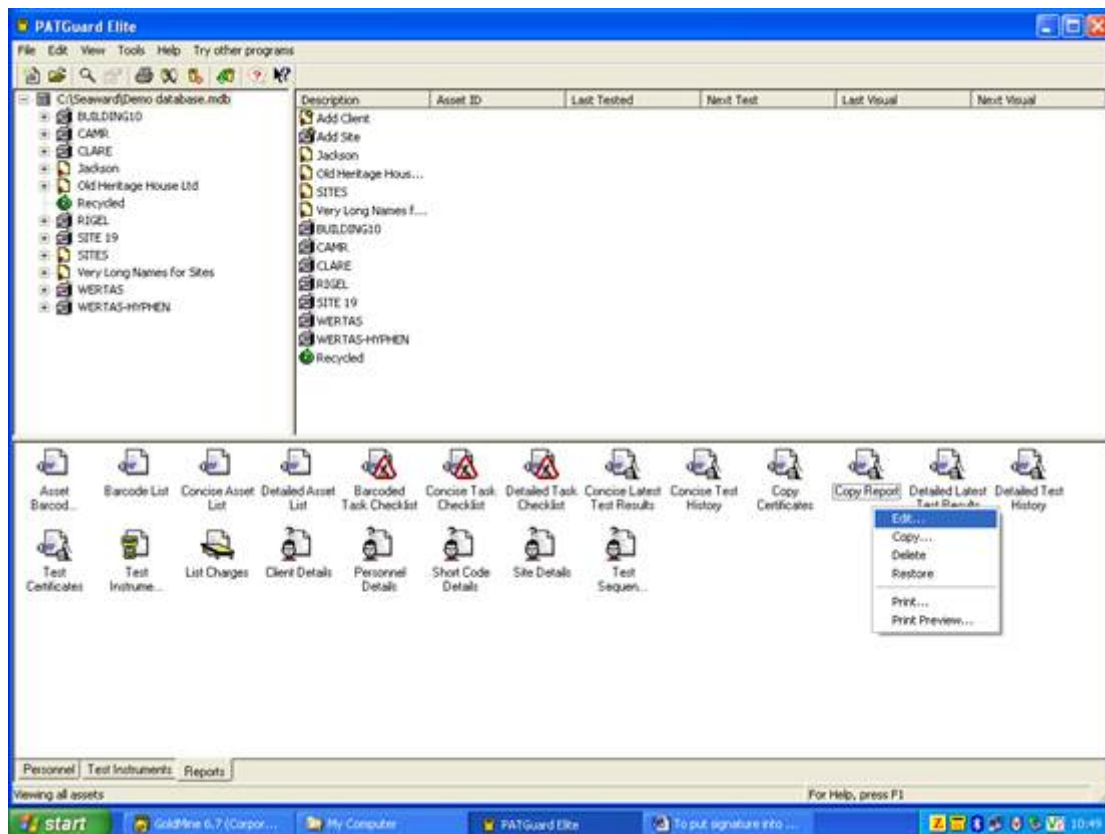 PATGuard Elite
File Edit View Tools Help Try other programs
C:\Seaward\Demo database.mdb
BUILDING10
CAMR
CLARE
Jackson
Old Heritage House Ltd
Recycled
RIGEL
SITE 19
SITES
Very Long Names for Sites
WERTAS
WERTAS-HYPHEN
Description Asset ID Last Tested Next Test Last Visual Next Visual
Add Client
Add Site
Jackson
Old Heritage Hous...
SITES
Very Long Names f...
BUILDING10
CAMR
CLARE
RIGEL
SITE 19
WERTAS
WERTAS-HYPHEN
Recycled
Asset Barcode List Concise Asset Detailed Asset Barcoded Concise Task Detailed Task Concise Latest Concise Test Copy Copy Report Detailed Latest Detailed Test
Barcod... List List Task Checklist Checklist Checklist Test Results History Certificates Test Results History
Edit...
Copy...
Delete
Restore
Print...
Print Preview...
Test Test List Charges Client Details Personnel Short Code Site Details Test
Certificates Instrume... Details Details Sequen...
Personnel Test Instruments Reports
Viewing all assets For Help, press F1
start GoldMine 6.7 (Corpor... My Computer PATGuard Elite To put signature into ... 10:49